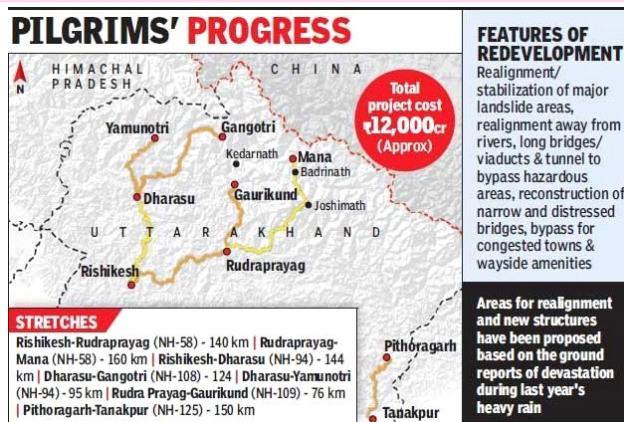 PILGRIMS' PROGRESS
HIMACHAL
PRADESH
CHINA
N
Total
project cost
₹12,000cr
(Approx)
Yamunotri
Gangotri
Kedarnath
Mana
Badrinath
Dharasu
Gaurikund
Joshimath
UTTARAKHAND
Rishikesh
Rudraprayag
Pithoragarh
Tanakpur
STRETCHES
Rishikesh-Rudraprayag (NH-58) - 140 km | Rudraprayag-
Mana (NH-58) - 160 km | Rishikesh-Dharasu (NH-94) - 144
km | Dharasu-Gangotri (NH-108) - 124 | Dharasu-Yamunotri
(NH-94) - 95 km | Rudra Prayag-Gaurikund (NH-109) - 76 km
| Pithoragarh-Tanakpur (NH-125) - 150 km
FEATURES OF
REDEVELOPMENT
Realignment/
stabilization of major
landslide areas,
realignment away from
rivers, long bridges/
viaducts & tunnel to
bypass hazardous
areas, reconstruction of
narrow and distressed
bridges, bypass for
congested towns &
wayside amenities
Areas for realignment
and new structures
have been proposed
based on the ground
reports of devastation
during last year's
heavy rain